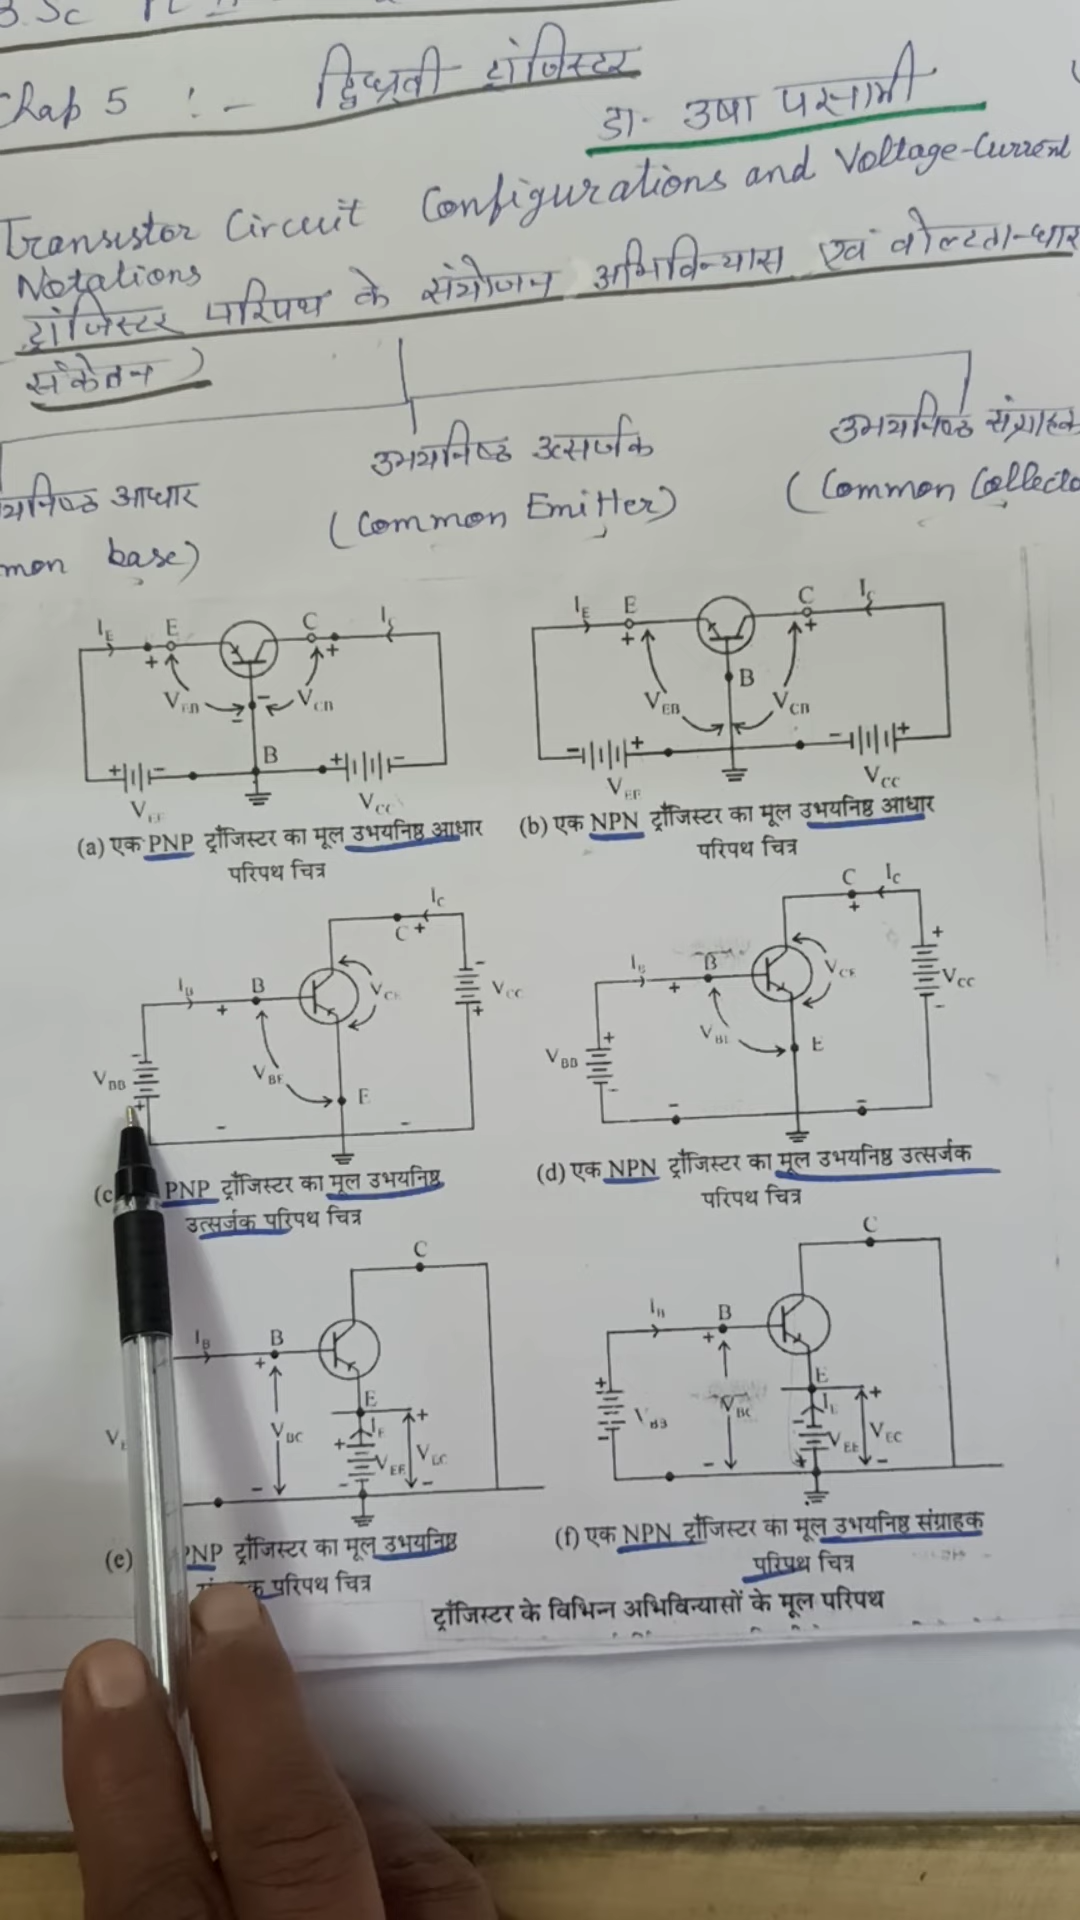 B.Sc
Chap 5 :- द्विध्रुवी ट्रांजिस्टर
डा. उषा पसामी
Transistor Circuit Configurations and Voltage-Current
Notations
ट्रांजिस्टर परिपथ के संयोजन अभिविन्यास एवं वोल्टता-धार
संकेतन)
यनिष्ठ आधार
mon base)
उभयनिष्ठ उत्सर्जक
(Common Emitter)
उभयनिष्ठ संग्राहक
(Common Collecto
I_E E C I_C
+ +
V_EB - V_CB
-
B
+ - + -
V_EE V_CC
(a) एक PNP ट्राँजिस्टर का मूल उभयनिष्ठ आधार
परिपथ चित्र
I_E E C I_C
+ +
B
V_EB V_CB
- + - +
V_EE V_CC
(b) एक NPN ट्राँजिस्टर का मूल उभयनिष्ठ आधार
परिपथ चित्र
I_C
C +
I_B B V_CE - V_CC
+ +
-
V_BB V_BE E
+
- -
(c PNP ट्राँजिस्टर का मूल उभयनिष्ठ
उत्सर्जक परिपथ चित्र
C I_C
+ +
I_B B V_CE V_CC
+ -
+
V_BB V_BE E
-
- -
(d) एक NPN ट्राँजिस्टर का मूल उभयनिष्ठ उत्सर्जक
परिपथ चित्र
C
I_B B
+
E
I_E +
V_BC + V_EE V_EC
- - -
(e) PNP ट्राँजिस्टर का मूल उभयनिष्ठ
क परिपथ चित्र
C
I_B B
+
E
+ I_E +
V_BB V_BC - V_EE V_EC
- - + -
(f) एक NPN ट्राँजिस्टर का मूल उभयनिष्ठ संग्राहक
परिपथ चित्र
ट्राँजिस्टर के विभिन्न अभिविन्यासों के मूल परिपथ